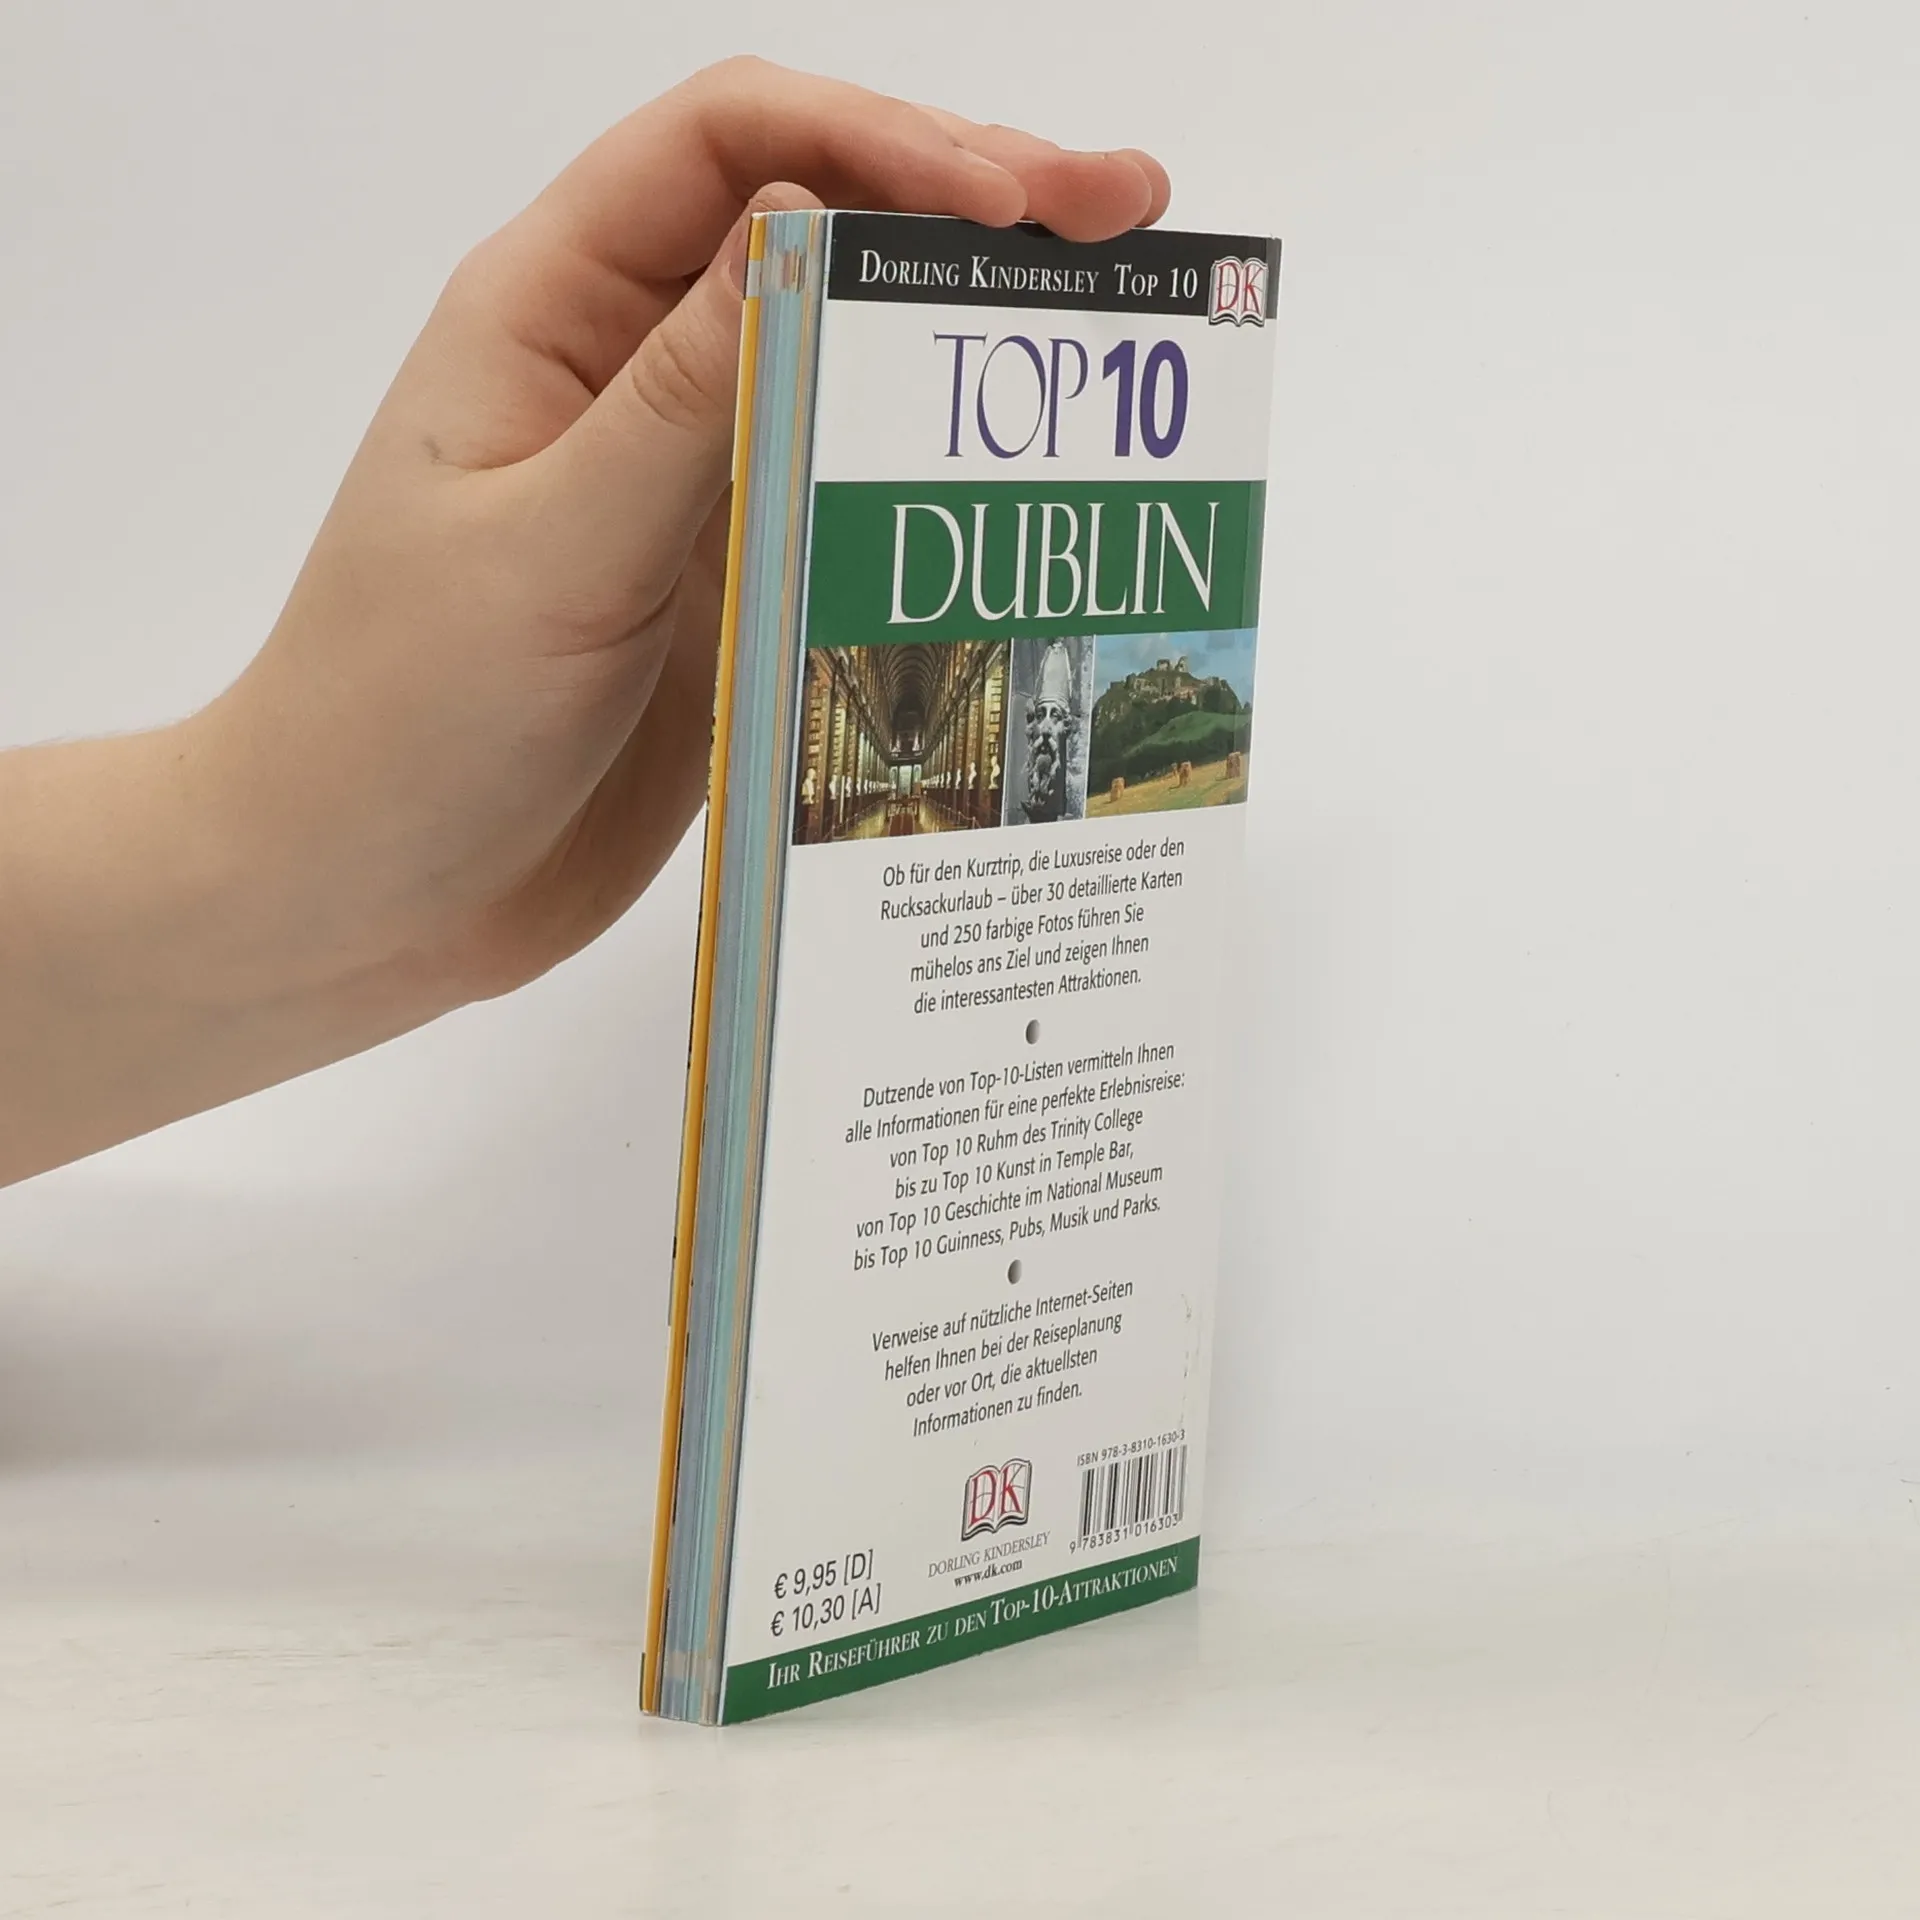 DORLING KINDERSLEY TOP 10 DK
TOP 10
DUBLIN
Ob für den Kurztrip, die Luxusreise oder den
Rucksackurlaub – über 30 detaillierte Karten
und 250 farbige Fotos führen Sie
mühelos ans Ziel und zeigen Ihnen
die interessantesten Attraktionen.
Dutzende von Top-10-Listen vermitteln Ihnen
alle Informationen für eine perfekte Erlebnisreise:
von Top 10 Ruhm des Trinity College
bis zu Top 10 Kunst in Temple Bar,
von Top 10 Geschichte im National Museum
bis Top 10 Guinness, Pubs, Musik und Parks.
Verweise auf nützliche Internet-Seiten
helfen Ihnen bei der Reiseplanung
oder vor Ort, die aktuellsten
Informationen zu finden.
ISBN 978-3-8310-1630-3
DK
9 783831 016303
DORLING KINDERSLEY
www.dk.com
€ 9,95 [D]
€ 10,30 [A]
IHR REISEFÜHRER ZU DEN TOP-10-ATTRAKTIONEN